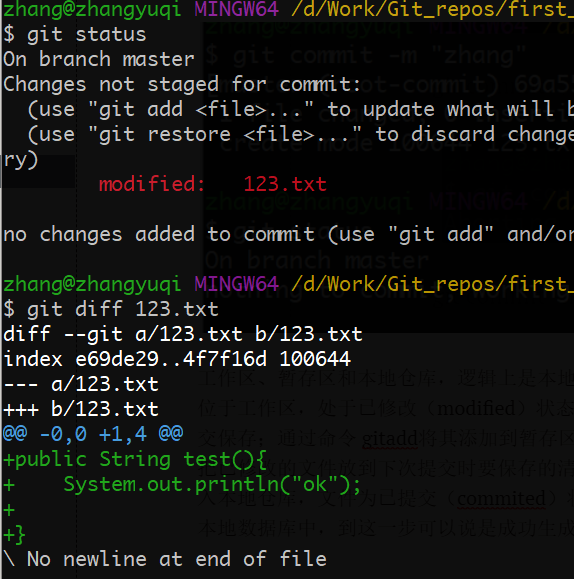 zhang@zhangyuqi MINGW64 /d/Work/Git_repos/first_
$ git status
On branch master
Changes not staged for commit:
  (use "git add <file>..." to update what will b
  (use "git restore <file>..." to discard change
ry)
        modified:   123.txt

no changes added to commit (use "git add" and/or

zhang@zhangyuqi MINGW64 /d/Work/Git_repos/first_
$ git diff 123.txt
diff --git a/123.txt b/123.txt
index e69de29..4f7f16d 100644
--- a/123.txt
+++ b/123.txt
@@ -0,0 +1,4 @@
+public String test(){
+    System.out.println("ok");
+
+}
\ No newline at end of file